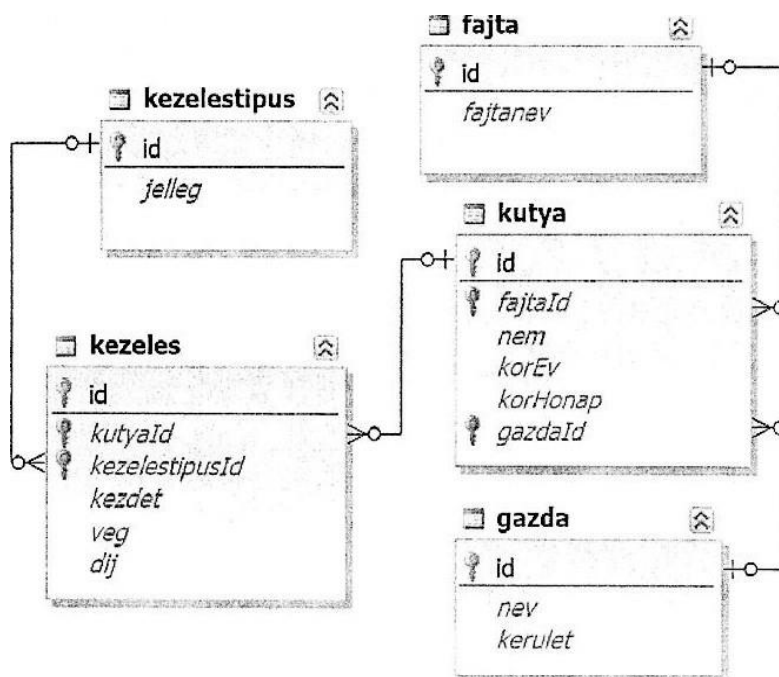 fajta
id
fajtanev
kezelestipus
id
jelleg
kutya
id
fajtaId
nem
korEv
korHonap
gazdaId
kezeles
id
kutyaId
kezelestipusId
kezdet
veg
dij
gazda
id
nev
kerulet